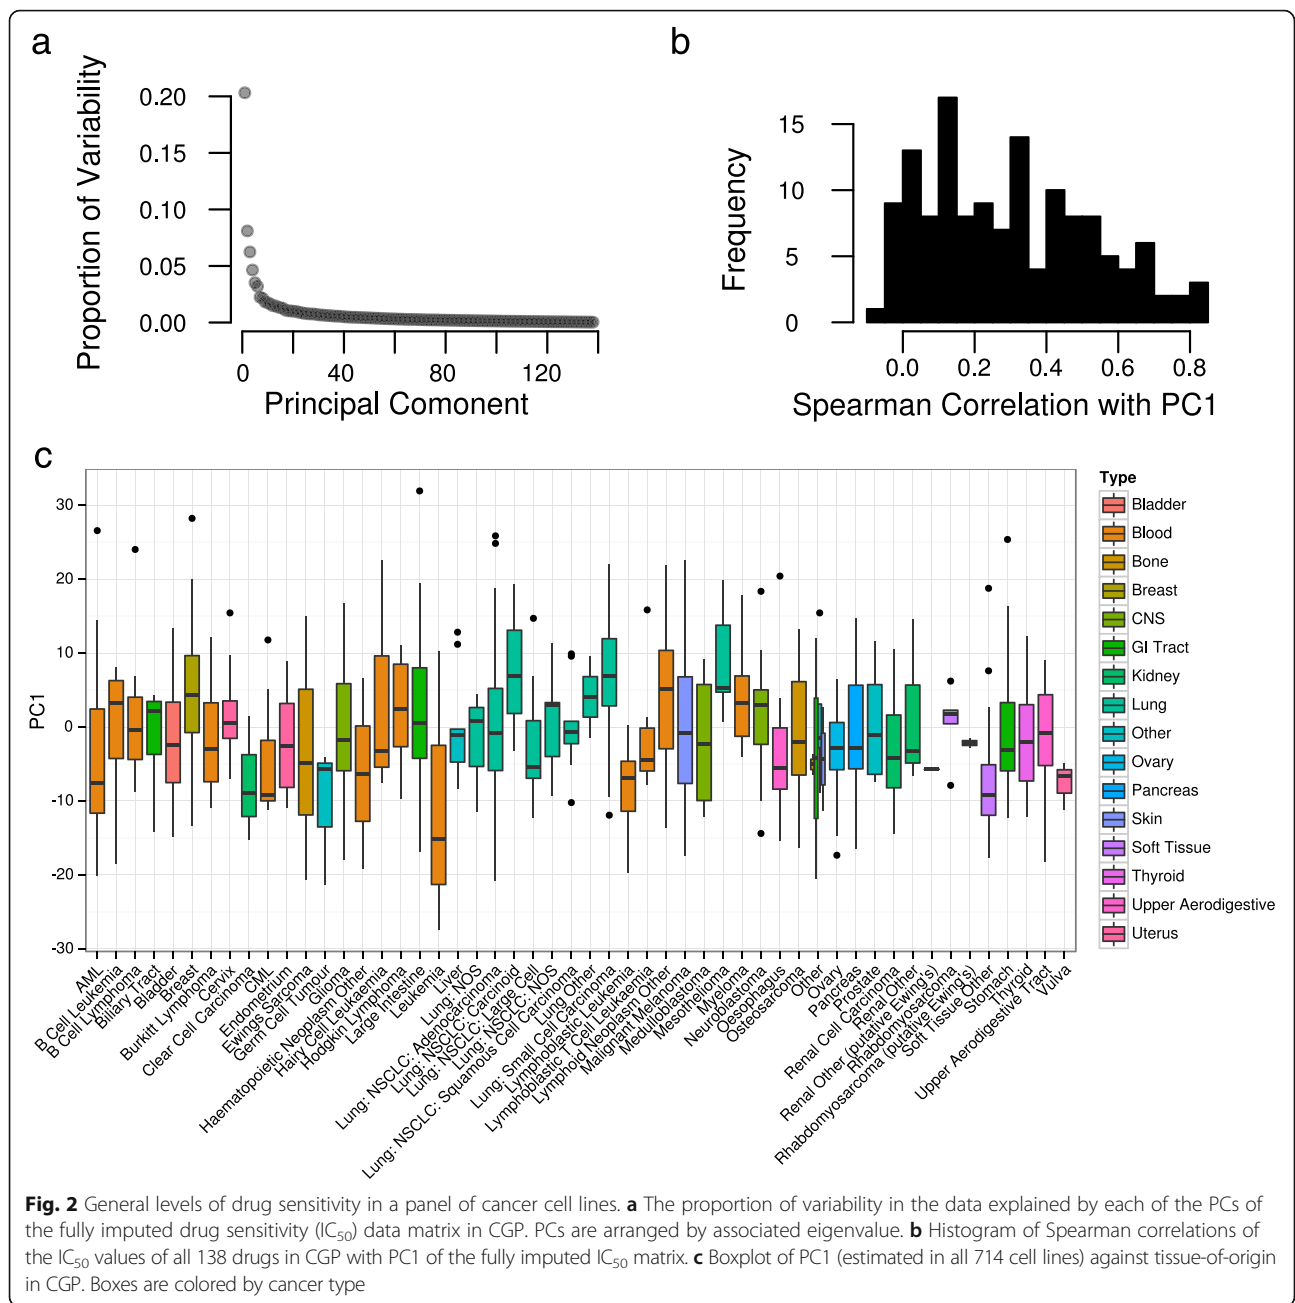 a
Proportion of Variability
0.20
0.15
0.10
0.05
0.00
0 40 80 120
Principal Comonent
b
Frequency
15
10
5
0
0.0 0.2 0.4 0.6 0.8
Spearman Correlation with PC1
c
PC1
30
20
10
0
-10
-20
-30
AML
B Cell Leukemia
B Cell Lymphoma
Biliary Tract
Bladder
Breast
Burkitt Lymphoma
Cervix
Clear Cell Carcinoma
CML
Endometrium
Ewings Sarcoma
Germ Cell Tumour
Glioma
Haematopoietic Neoplasm Other
Hairy Cell Leukaemia
Hodgkin Lymphoma
Large Intestine
Leukemia
Liver
Lung: NOS
Lung: NSCLC: Adenocarcinoma
Lung: NSCLC: Carcinoid
Lung: NSCLC: Large Cell
Lung: NSCLC: NOS
Lung: NSCLC: Squamous Cell Carcinoma
Lung Other
Lung: Small Cell Carcinoma
Lymphoblastic Leukemia
Lymphoblastic T Cell Leukaemia
Lymphoid Neoplasm Other
Malignant Melanoma
Medulloblastoma
Mesothelioma
Myeloma
Neuroblastoma
Oesophagus
Osteosarcoma
Other
Ovary
Pancreas
Prostate
Renal Cell Carcinoma
Renal Other
Renal Other (putative Ewing's)
Rhabdomyosarcoma
Rhabdomyosarcoma (putative Ewing's)
Soft Tissue Other
Stomach
Thyroid
Upper Aerodigestive Tract
Vulva
Type
Bladder
Blood
Bone
Breast
CNS
GI Tract
Kidney
Lung
Other
Ovary
Pancreas
Skin
Soft Tissue
Thyroid
Upper Aerodigestive
Uterus
Fig. 2 General levels of drug sensitivity in a panel of cancer cell lines. a The proportion of variability in the data explained by each of the PCs of
the fully imputed drug sensitivity (IC50) data matrix in CGP. PCs are arranged by associated eigenvalue. b Histogram of Spearman correlations of
the IC50 values of all 138 drugs in CGP with PC1 of the fully imputed IC50 matrix. c Boxplot of PC1 (estimated in all 714 cell lines) against tissue-of-origin
in CGP. Boxes are colored by cancer type